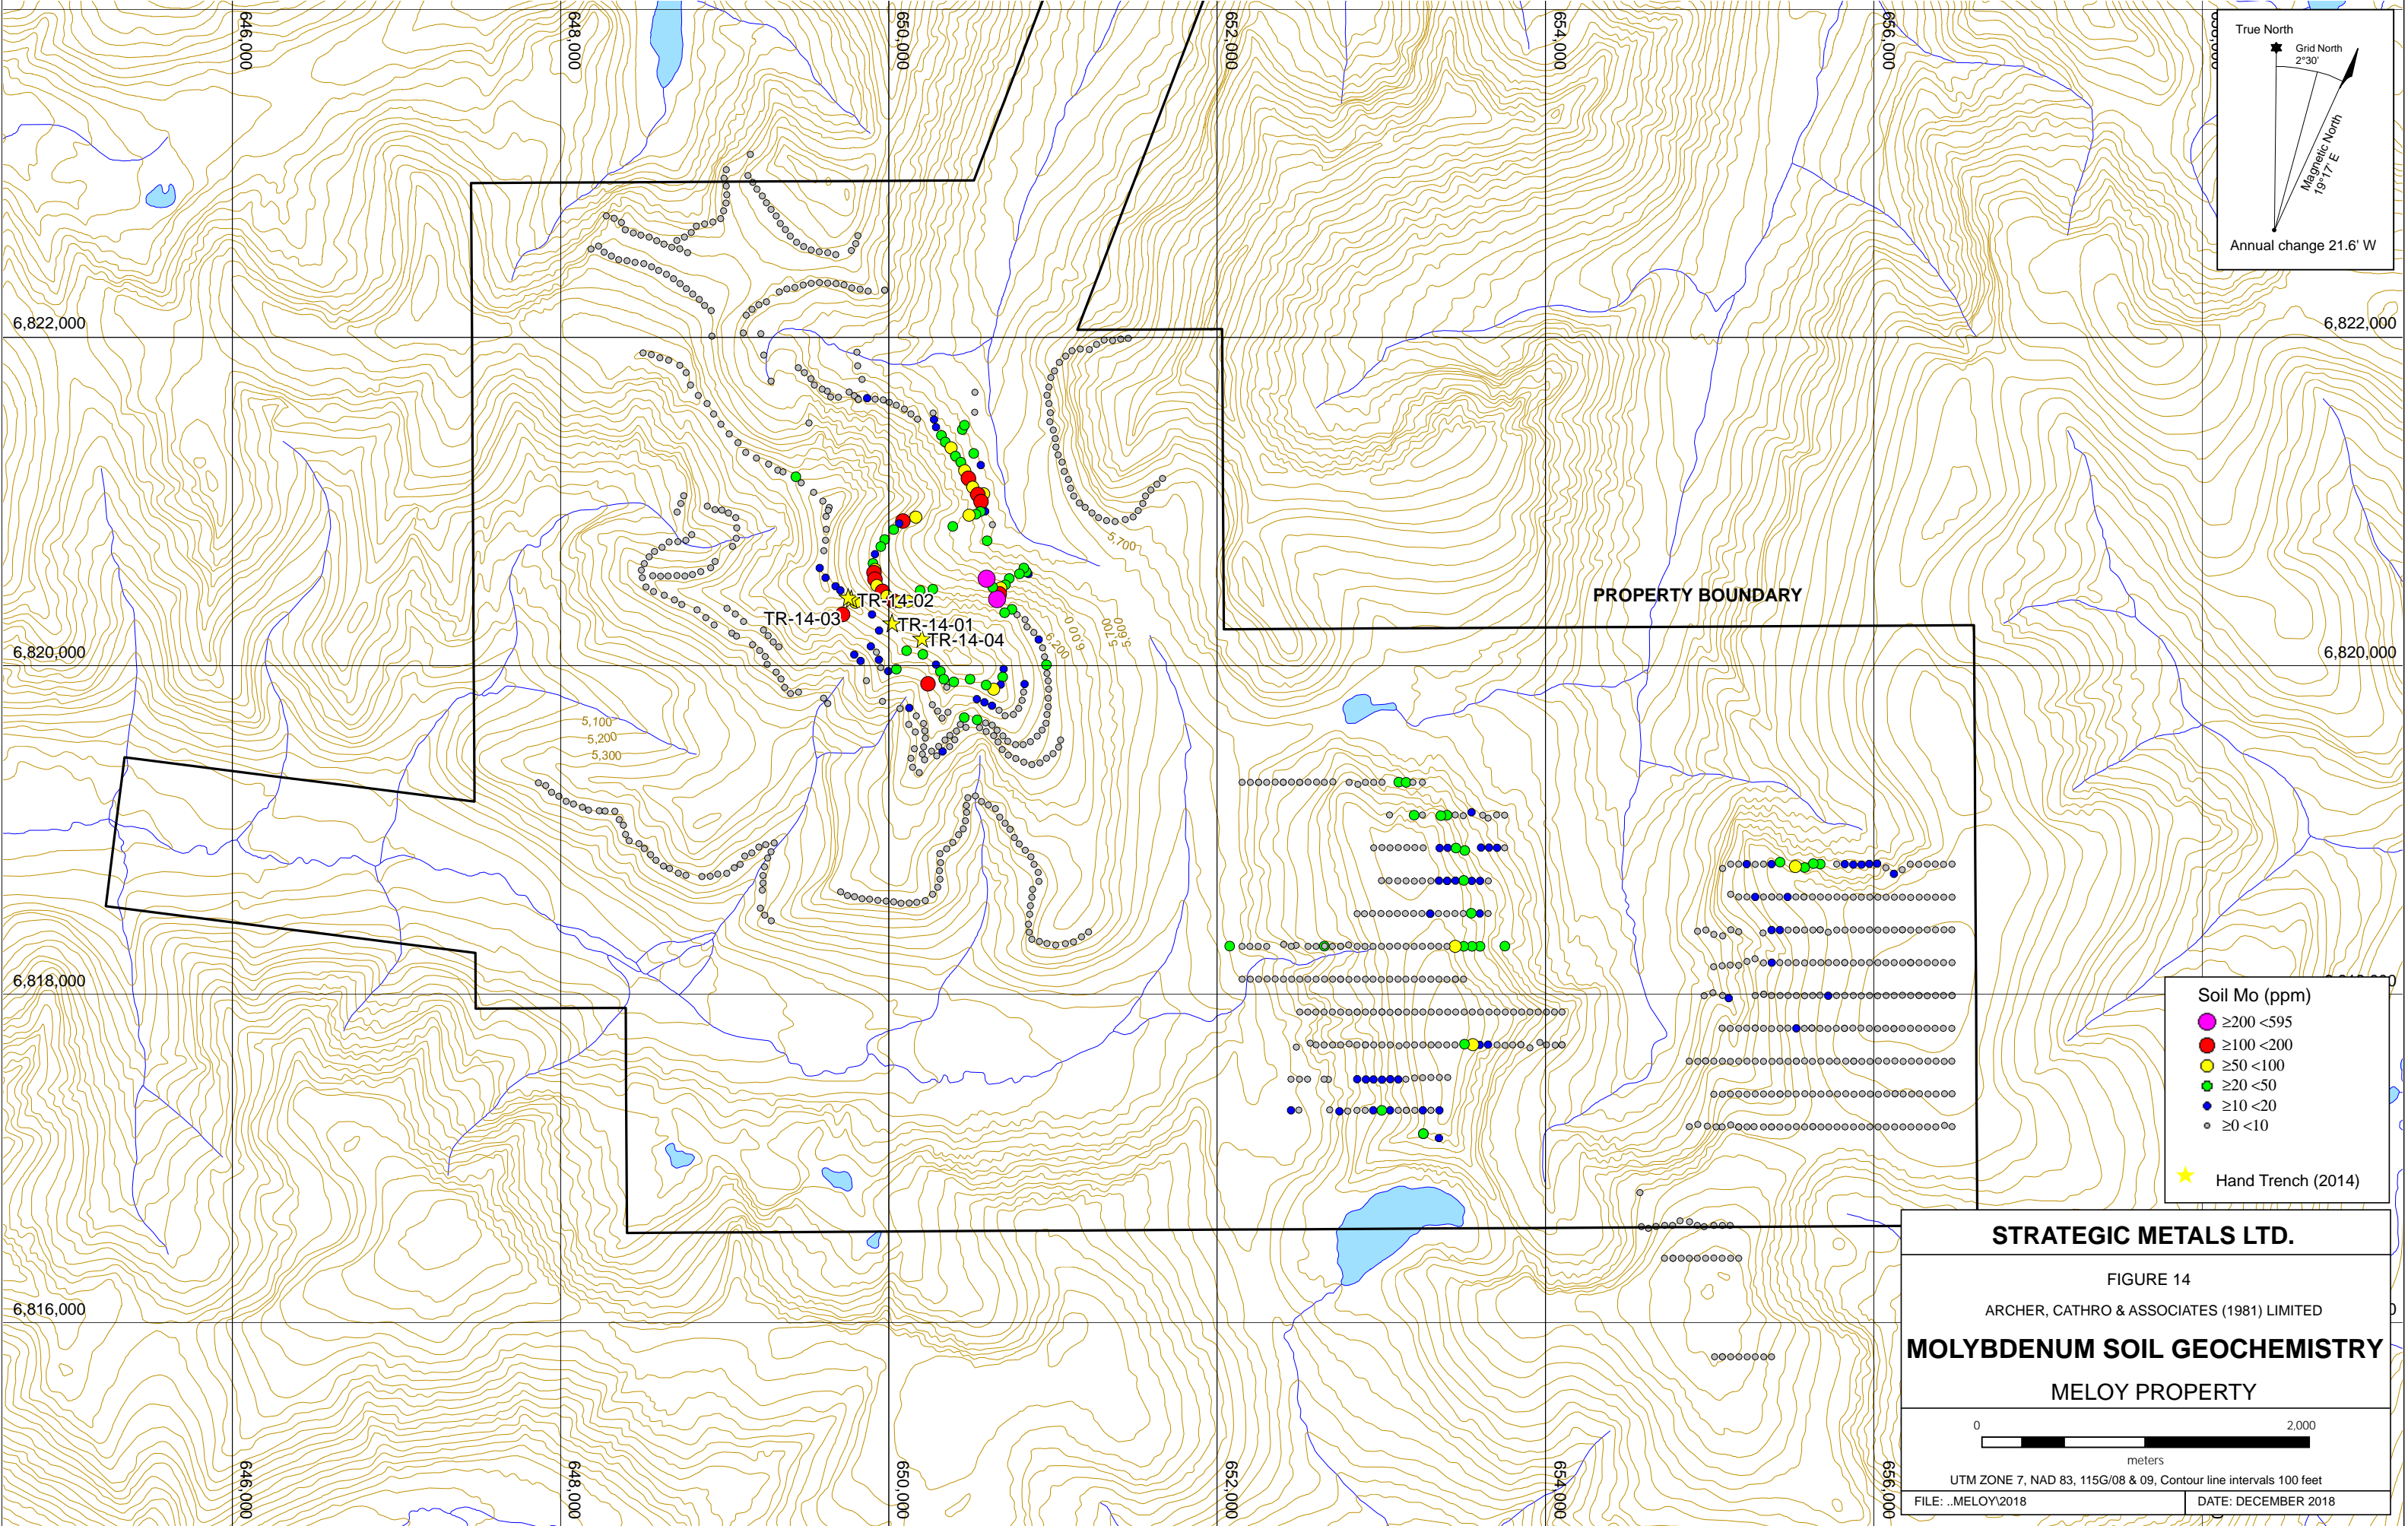 646,000
648,000
650,000
652,000
654,000
656,000
True North
Grid North
2°30'
Magnetic North
19°17' E
Annual change 21.6' W
6,822,000
6,822,000
5,700
PROPERTY BOUNDARY
TR-14-02
TR-14-03
TR-14-01
TR-14-04
6,200
6,000
5,700
5,600
6,820,000
6,820,000
5,100
5,200
5,300
6,818,000
Soil Mo (ppm)
≥200 <595
≥100 <200
≥50 <100
≥20 <50
≥10 <20
≥0 <10
Hand Trench (2014)
6,816,000
STRATEGIC METALS LTD.
FIGURE 14
ARCHER, CATHRO & ASSOCIATES (1981) LIMITED
MOLYBDENUM SOIL GEOCHEMISTRY
MELOY PROPERTY
0 2,000
meters
UTM ZONE 7, NAD 83, 115G/08 & 09, Contour line intervals 100 feet
FILE: ..MELOY\2018 DATE: DECEMBER 2018
646,000
648,000
650,000
652,000
654,000
656,000